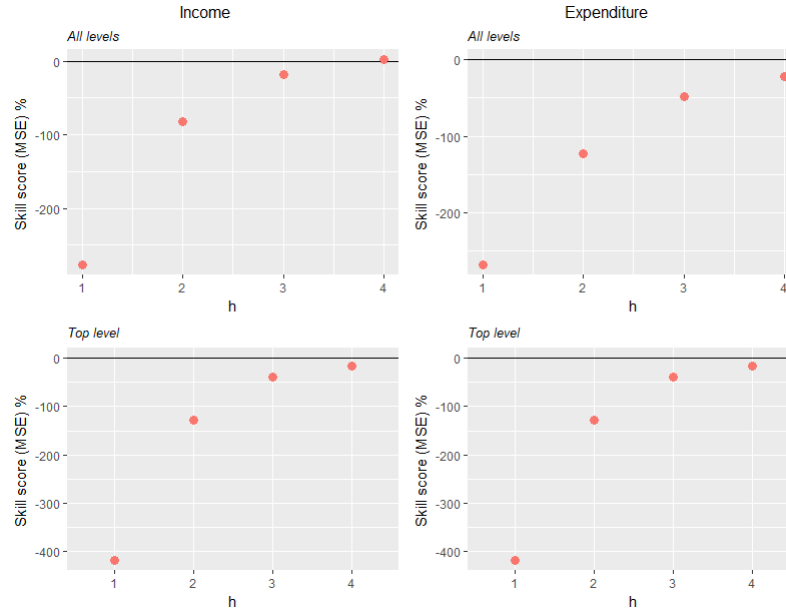 Income
All levels
Skill score (MSE) %
0
-100
-200
1 2 3 4
h
Expenditure
All levels
Skill score (MSE) %
0
-100
-200
1 2 3 4
h
Top level
Skill score (MSE) %
0
-100
-200
-300
-400
1 2 3 4
h
Top level
Skill score (MSE) %
0
-100
-200
-300
-400
1 2 3 4
h